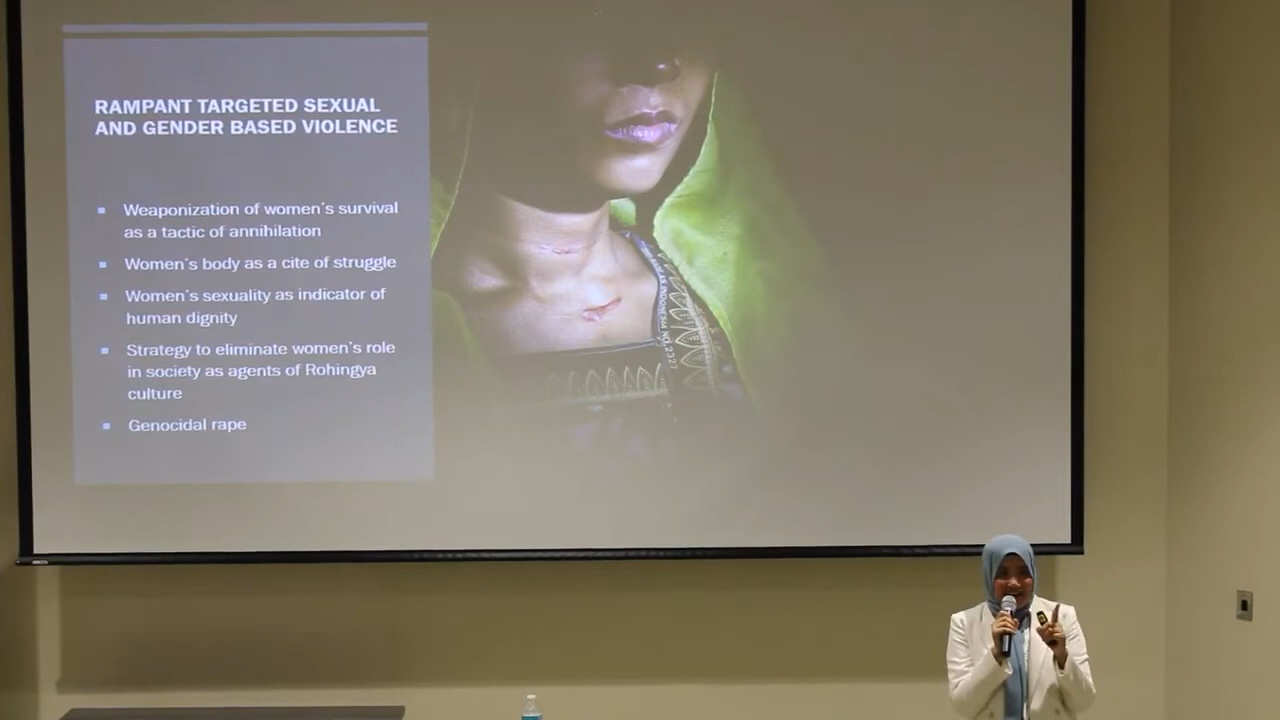 RAMPANT TARGETED SEXUAL
AND GENDER BASED VIOLENCE
Weaponization of women's survival
as a tactic of annihilation
Women's body as a cite of struggle
Women's sexuality as indicator of
human dignity
Strategy to eliminate women's role
in society as agents of Rohingya
culture
Genocidal rape